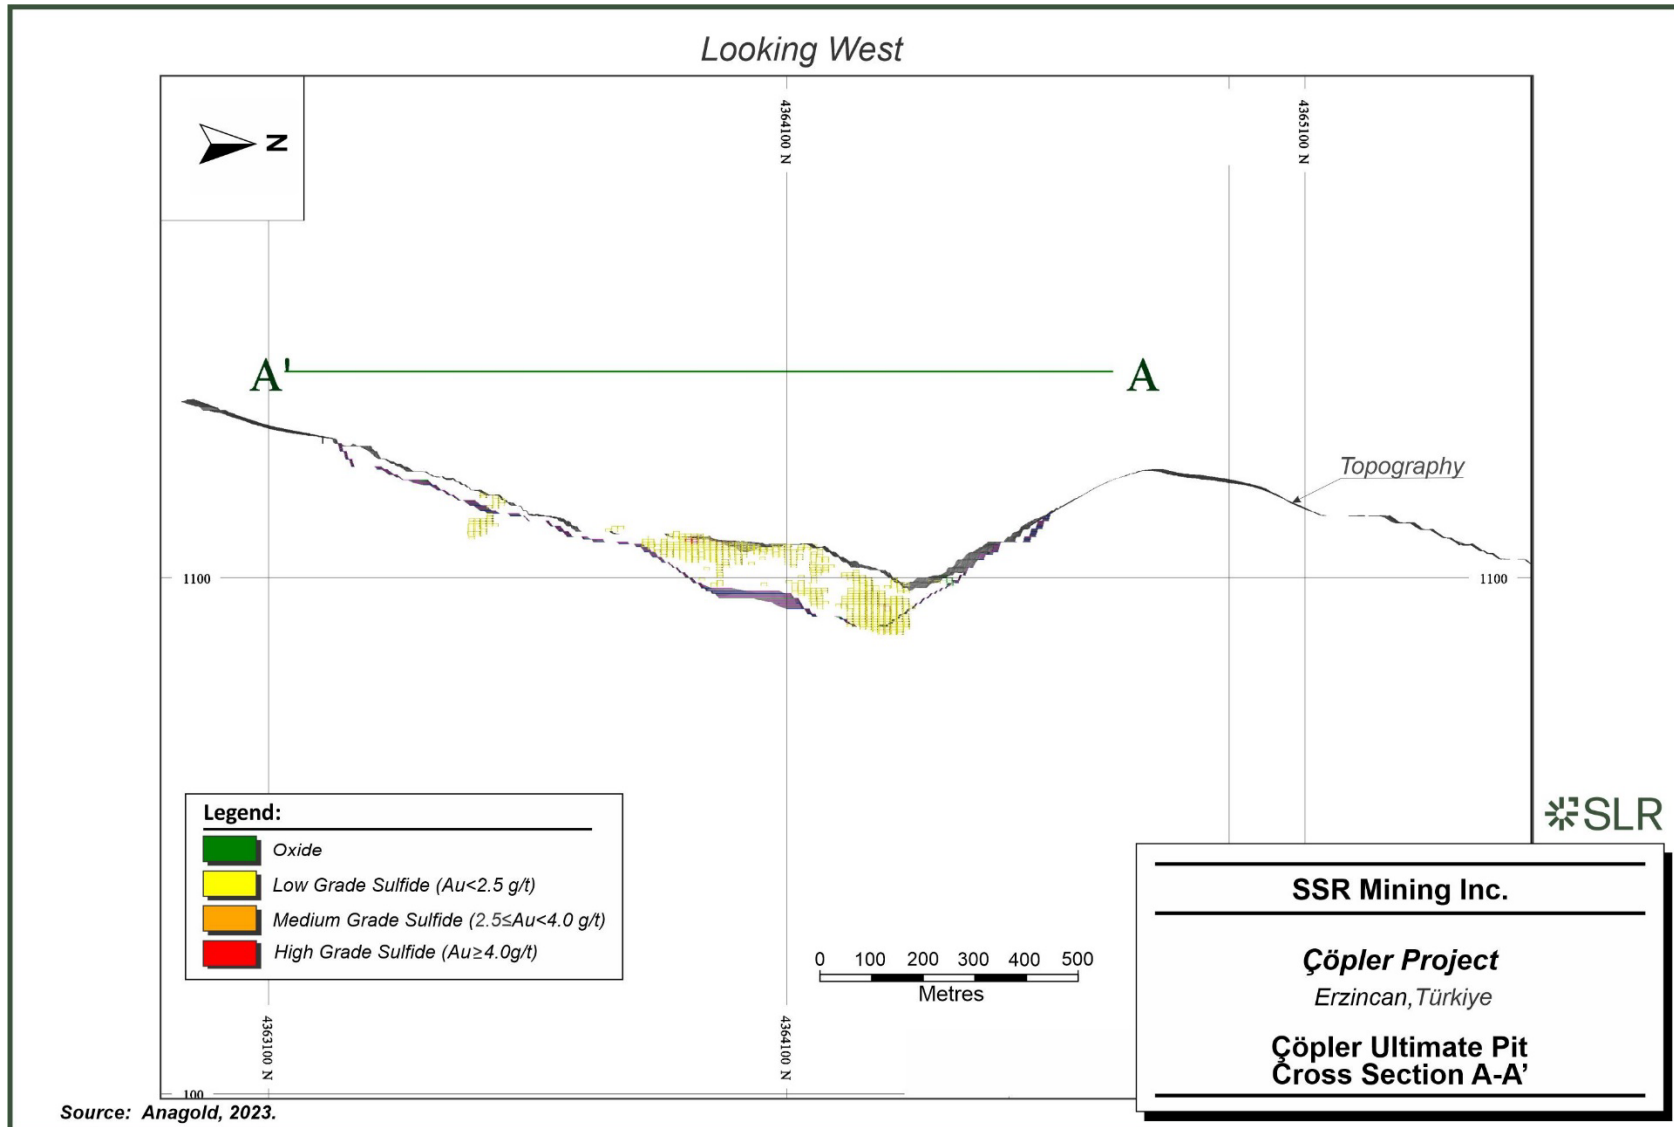 Looking West
N
4364100 N
4365100 N
A' A
Topography
1100 1100
Legend:
Oxide
Low Grade Sulfide (Au<2.5 g/t)
Medium Grade Sulfide (2.5≤Au<4.0 g/t)
High Grade Sulfide (Au≥4.0g/t)
0 100 200 300 400 500
Metres
SLR
SSR Mining Inc.
Çöpler Project
Erzincan,Türkiye
Çöpler Ultimate Pit
Cross Section A-A’
4363100 N
4364100 N
100
Source: Anagold, 2023.